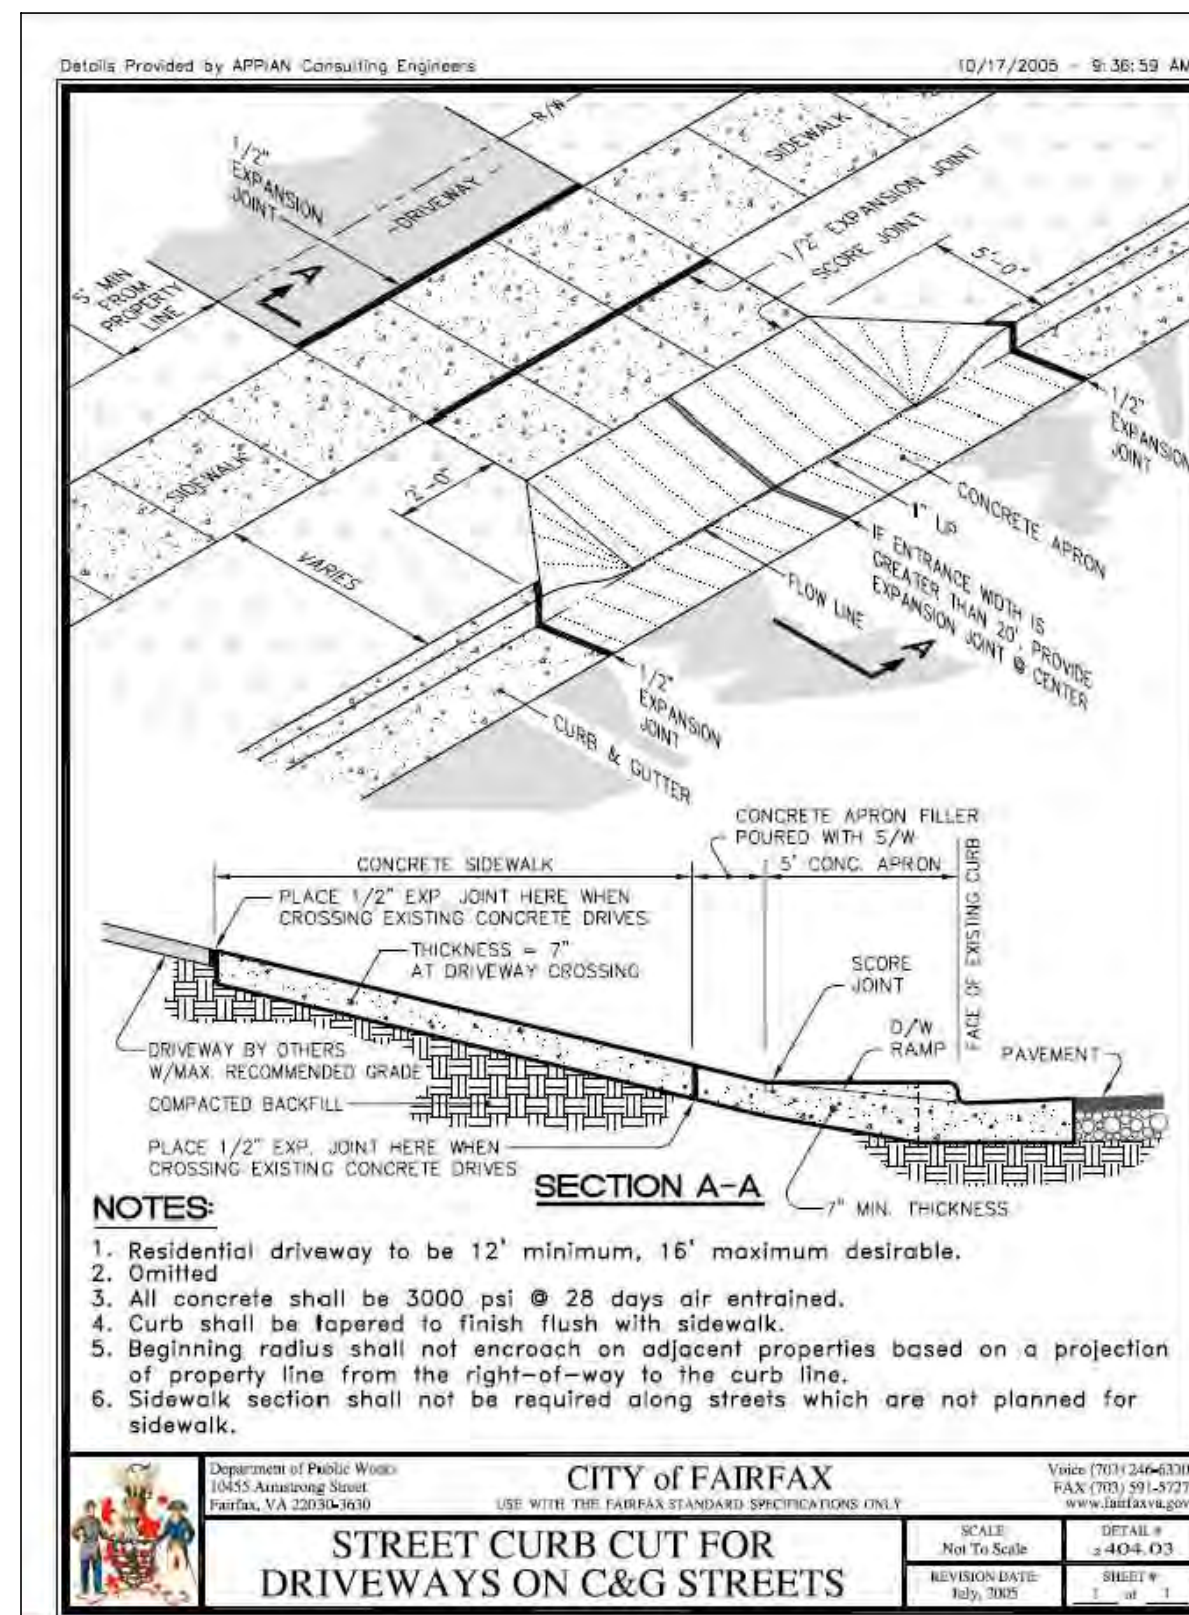 Details Provided by APPIAN Consulting Engineers
10/17/2005 - 9:36:59 AM
R/W
SIDEWALK
1/2"
EXPANSION
JOINT
-DRIVEWAY-
1/2" EXPANSION JOINT
SCORE JOINT
5'-0"
A
5' MIN
FROM
PROPERTY
LINE
1/2"
EXPANSION
JOINT
SIDEWALK
2'-0"
CONCRETE APRON
1" LIP
IF ENTRANCE WIDTH IS
GREATER THAN 20', PROVIDE
EXPANSION JOINT @ CENTER
VARIES
FLOW LINE
A
1/2"
EXPANSION
JOINT
CURB & GUTTER
CONCRETE APRON FILLER
POURED WITH S/W
CONCRETE SIDEWALK
5' CONC. APRON
FACE OF EXISTING CURB
PLACE 1/2" EXP. JOINT HERE WHEN
CROSSING EXISTING CONCRETE DRIVES
THICKNESS = 7"
AT DRIVEWAY CROSSING
SCORE
JOINT
D/W
RAMP
PAVEMENT
DRIVEWAY BY OTHERS
W/MAX. RECOMMENDED GRADE
COMPACTED BACKFILL
PLACE 1/2" EXP. JOINT HERE WHEN
CROSSING EXISTING CONCRETE DRIVES
SECTION A-A
7" MIN. THICKNESS
NOTES:
1. Residential driveway to be 12' minimum, 16' maximum desirable.
2. Omitted
3. All concrete shall be 3000 psi @ 28 days air entrained.
4. Curb shall be tapered to finish flush with sidewalk.
5. Beginning radius shall not encroach on adjacent properties based on a projection
of property line from the right-of-way to the curb line.
6. Sidewalk section shall not be required along streets which are not planned for
sidewalk.
Department of Public Works
10455 Armstrong Street
Fairfax, VA 22030-3630
CITY of FAIRFAX
USE WITH THE FAIRFAX STANDARD SPECIFICATIONS ONLY
Voice (703) 246-6330
FAX (703) 591-5727
www.fairfaxva.gov
STREET CURB CUT FOR
DRIVEWAYS ON C&G STREETS
SCALE
Not To Scale
DETAIL #
404.03
REVISION DATE:
July, 2005
SHEET #
1 of 1